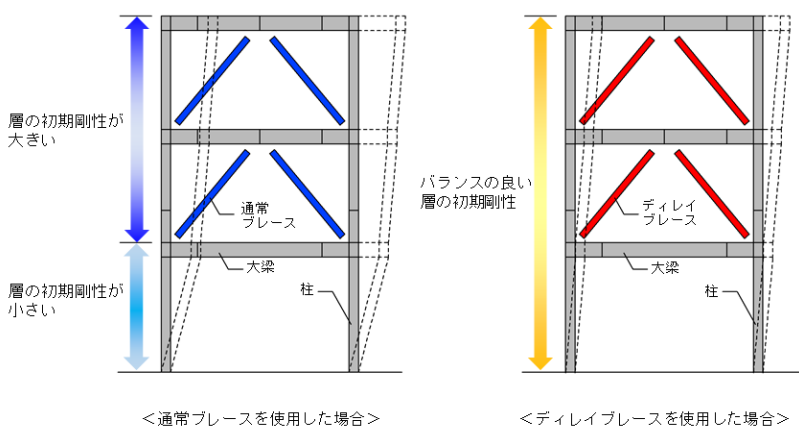 層の初期剛性が
大きい
通常
ブレース
大梁
層の初期剛性が
小さい
柱
＜通常ブレースを使用した場合＞
バランスの良い
層の初期剛性
ディレイ
ブレース
大梁
柱
＜ディレイブレースを使用した場合＞